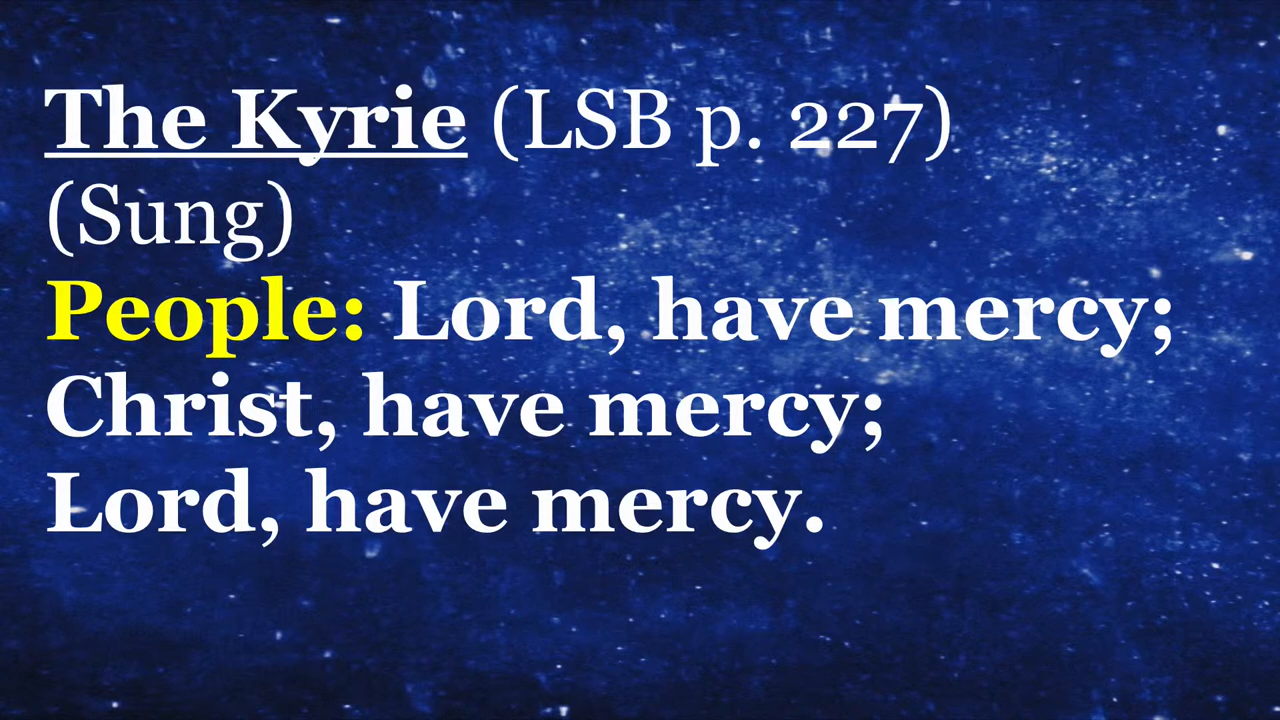 The Kyrie (LSB p. 227)
(Sung)
People: Lord, have mercy;
Christ, have mercy;
Lord, have mercy.